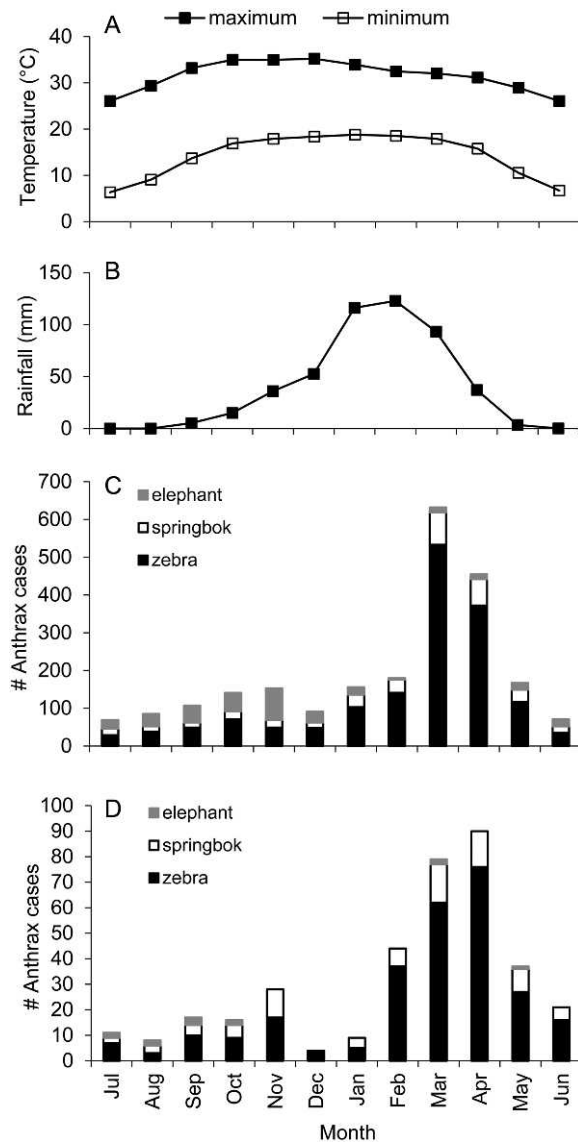 A
maximum
minimum
Temperature (°C)
40
30
20
10
0
B
Rainfall (mm)
150
100
50
0
C
elephant
springbok
zebra
# Anthrax cases
700
600
500
400
300
200
100
0
D
elephant
springbok
zebra
# Anthrax cases
100
90
80
70
60
50
40
30
20
10
0
Jul
Aug
Sep
Oct
Nov
Dec
Jan
Feb
Mar
Apr
May
Jun
Month